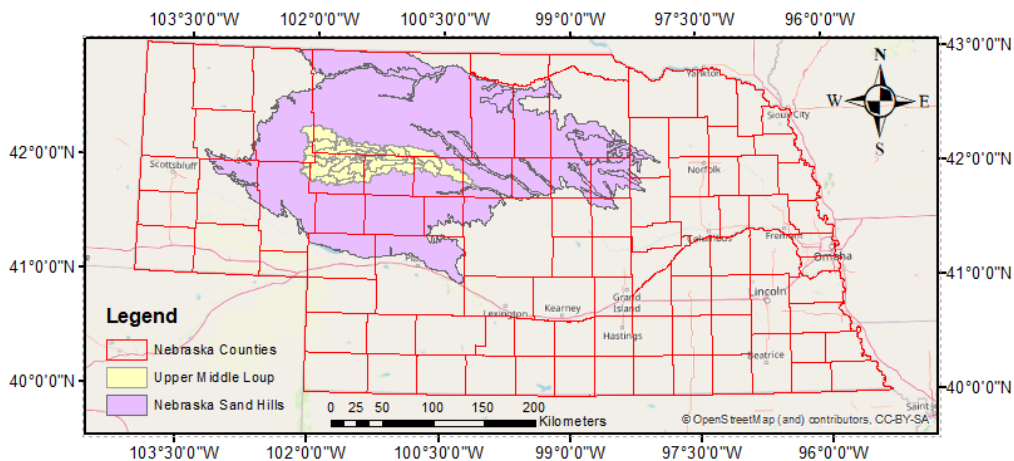 103°30'0"W 102°0'0"W 100°30'0"W 99°0'0"W 97°30'0"W 96°0'0"W
43°0'0"N
N
Yankton
W E
Sioux City
S
42°0'0"N 42°0'0"N
Scottsbluff
Norfolk
Columbus Fremont
Omaha
41°0'0"N 41°0'0"N
Lincoln
Grand
Island
Lexington Kearney
Legend
Hastings
Nebraska Counties
Beatrice
Upper Middle Loup
40°0'0"N 40°0'0"N
Nebraska Sand Hills
0 25 50 100 150 200
Kilometers
© OpenStreetMap (and) contributors, CC-BY-SA
103°30'0"W 102°0'0"W 100°30'0"W 99°0'0"W 97°30'0"W 96°0'0"W